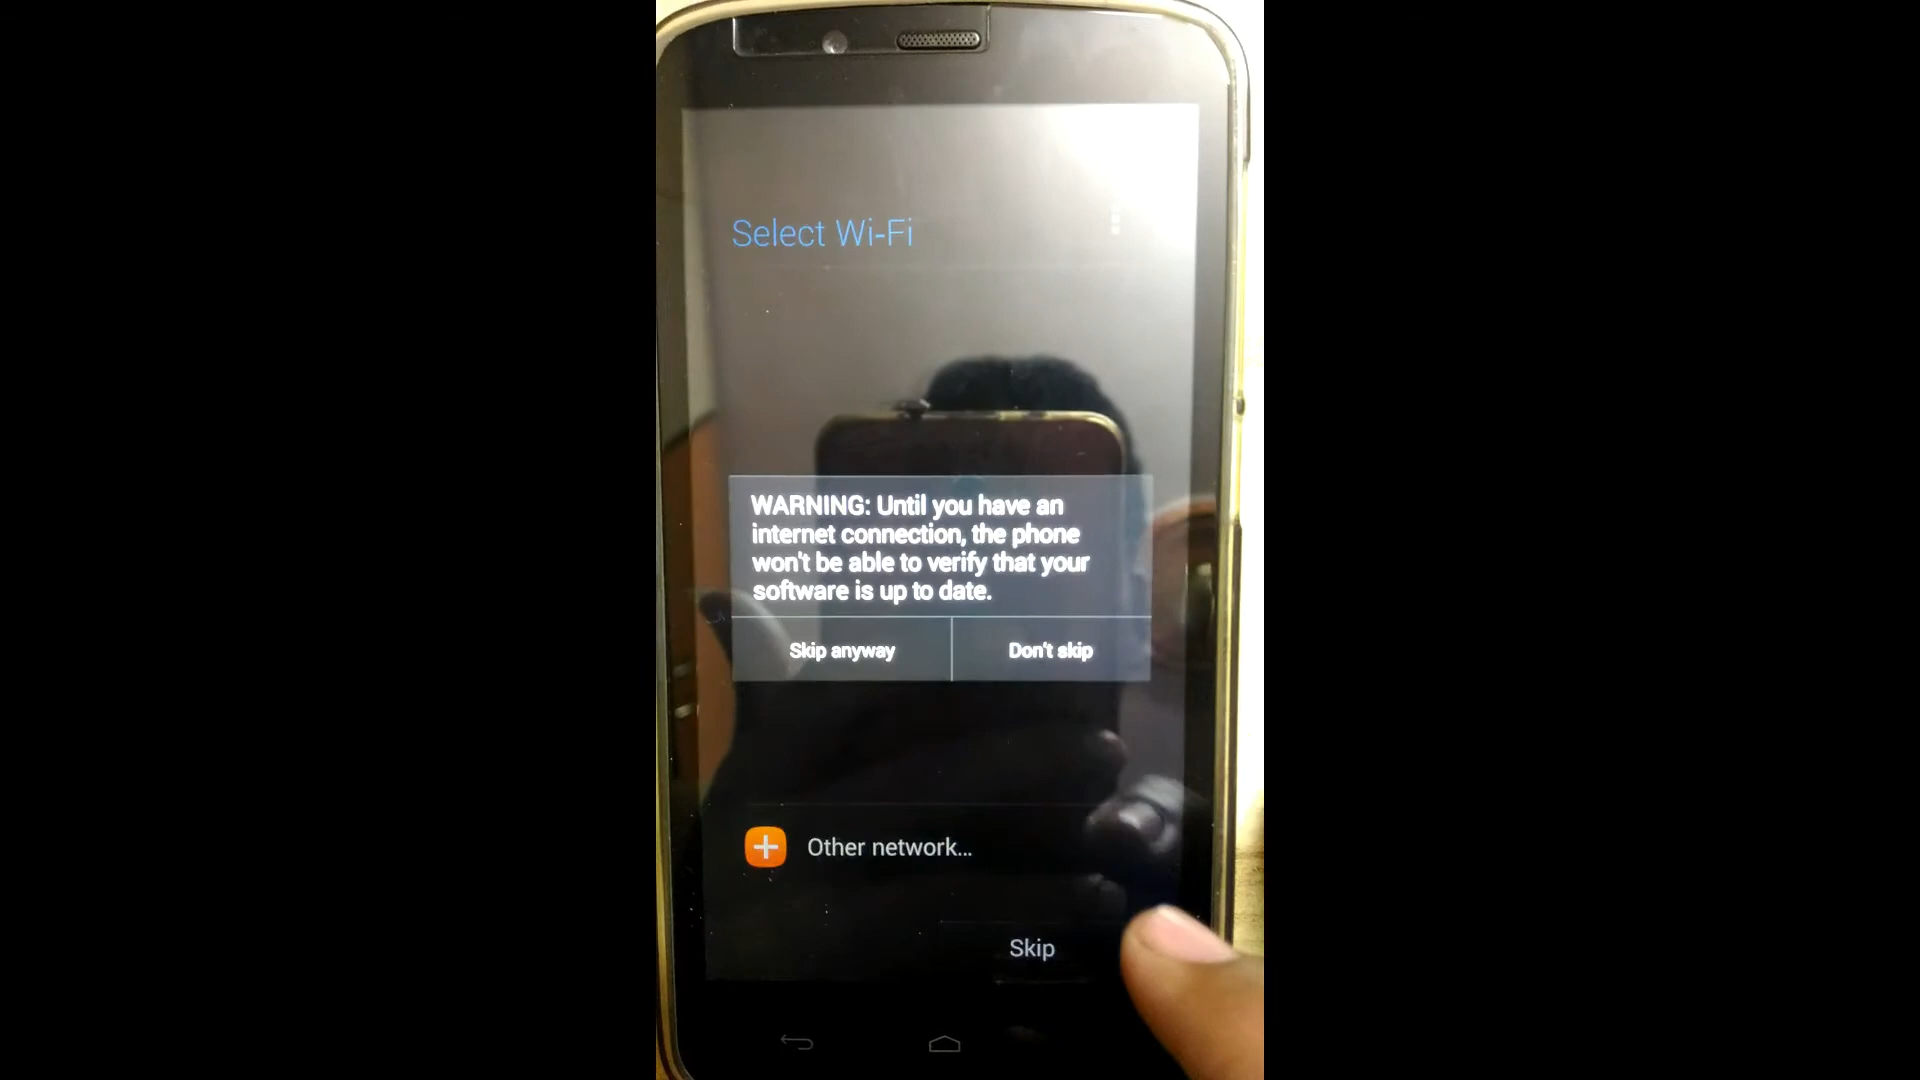 Select Wi-Fi
WARNING: Until you have an
internet connection, the phone
won't be able to verify that your
software is up to date.
Skip anyway
Don't skip
Other network...
Skip